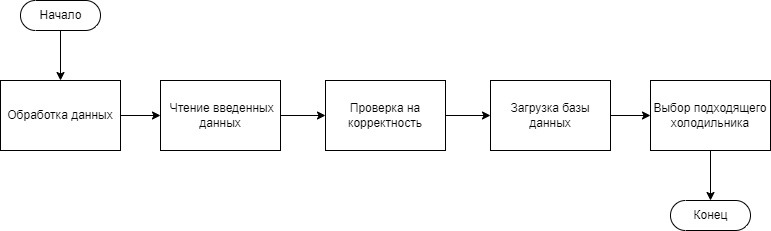 Начало
Обработка данных
Чтение введенных
данных
Проверка на
корректность
Загрузка базы
данных
Выбор подходящего
холодильника
Конец